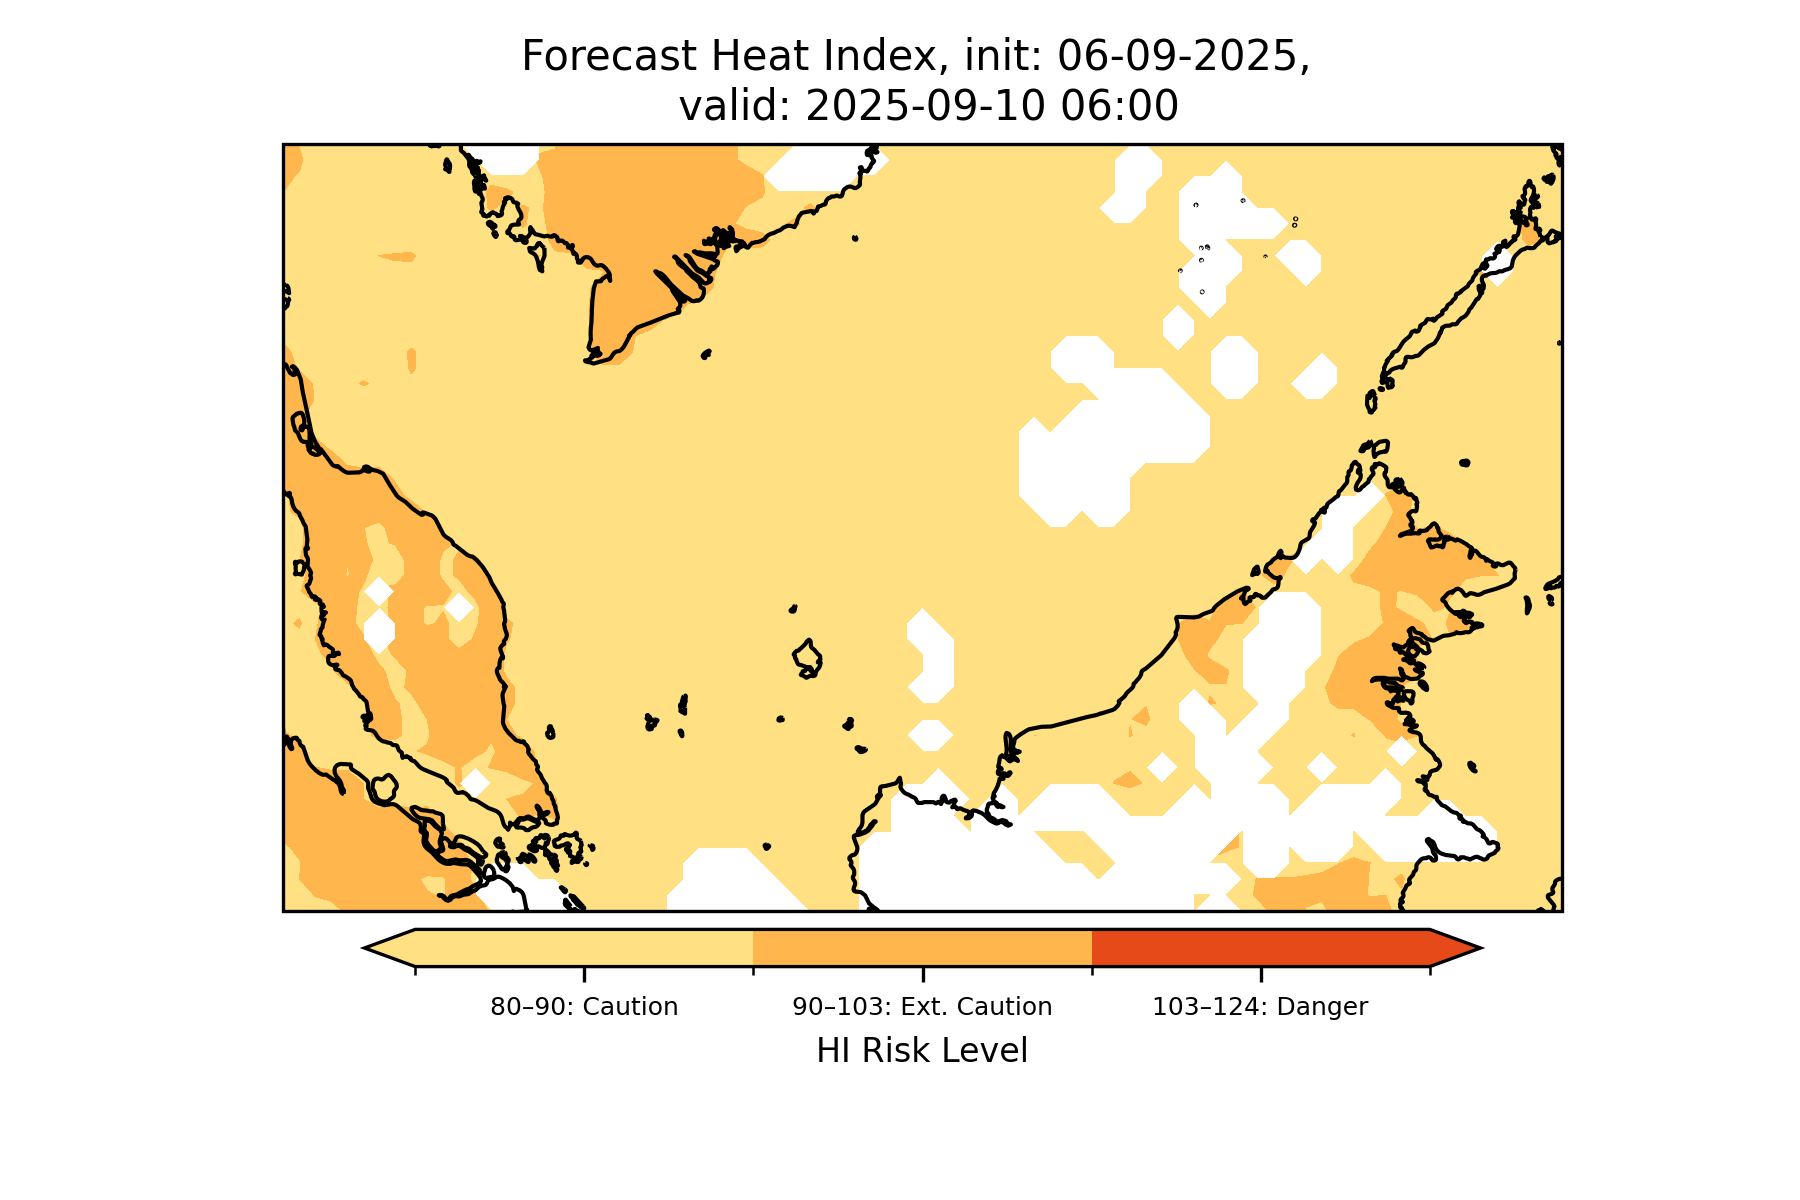 Forecast Heat Index, init: 06-09-2025,
valid: 2025-09-10 06:00
80–90: Caution
90–103: Ext. Caution
103–124: Danger
HI Risk Level